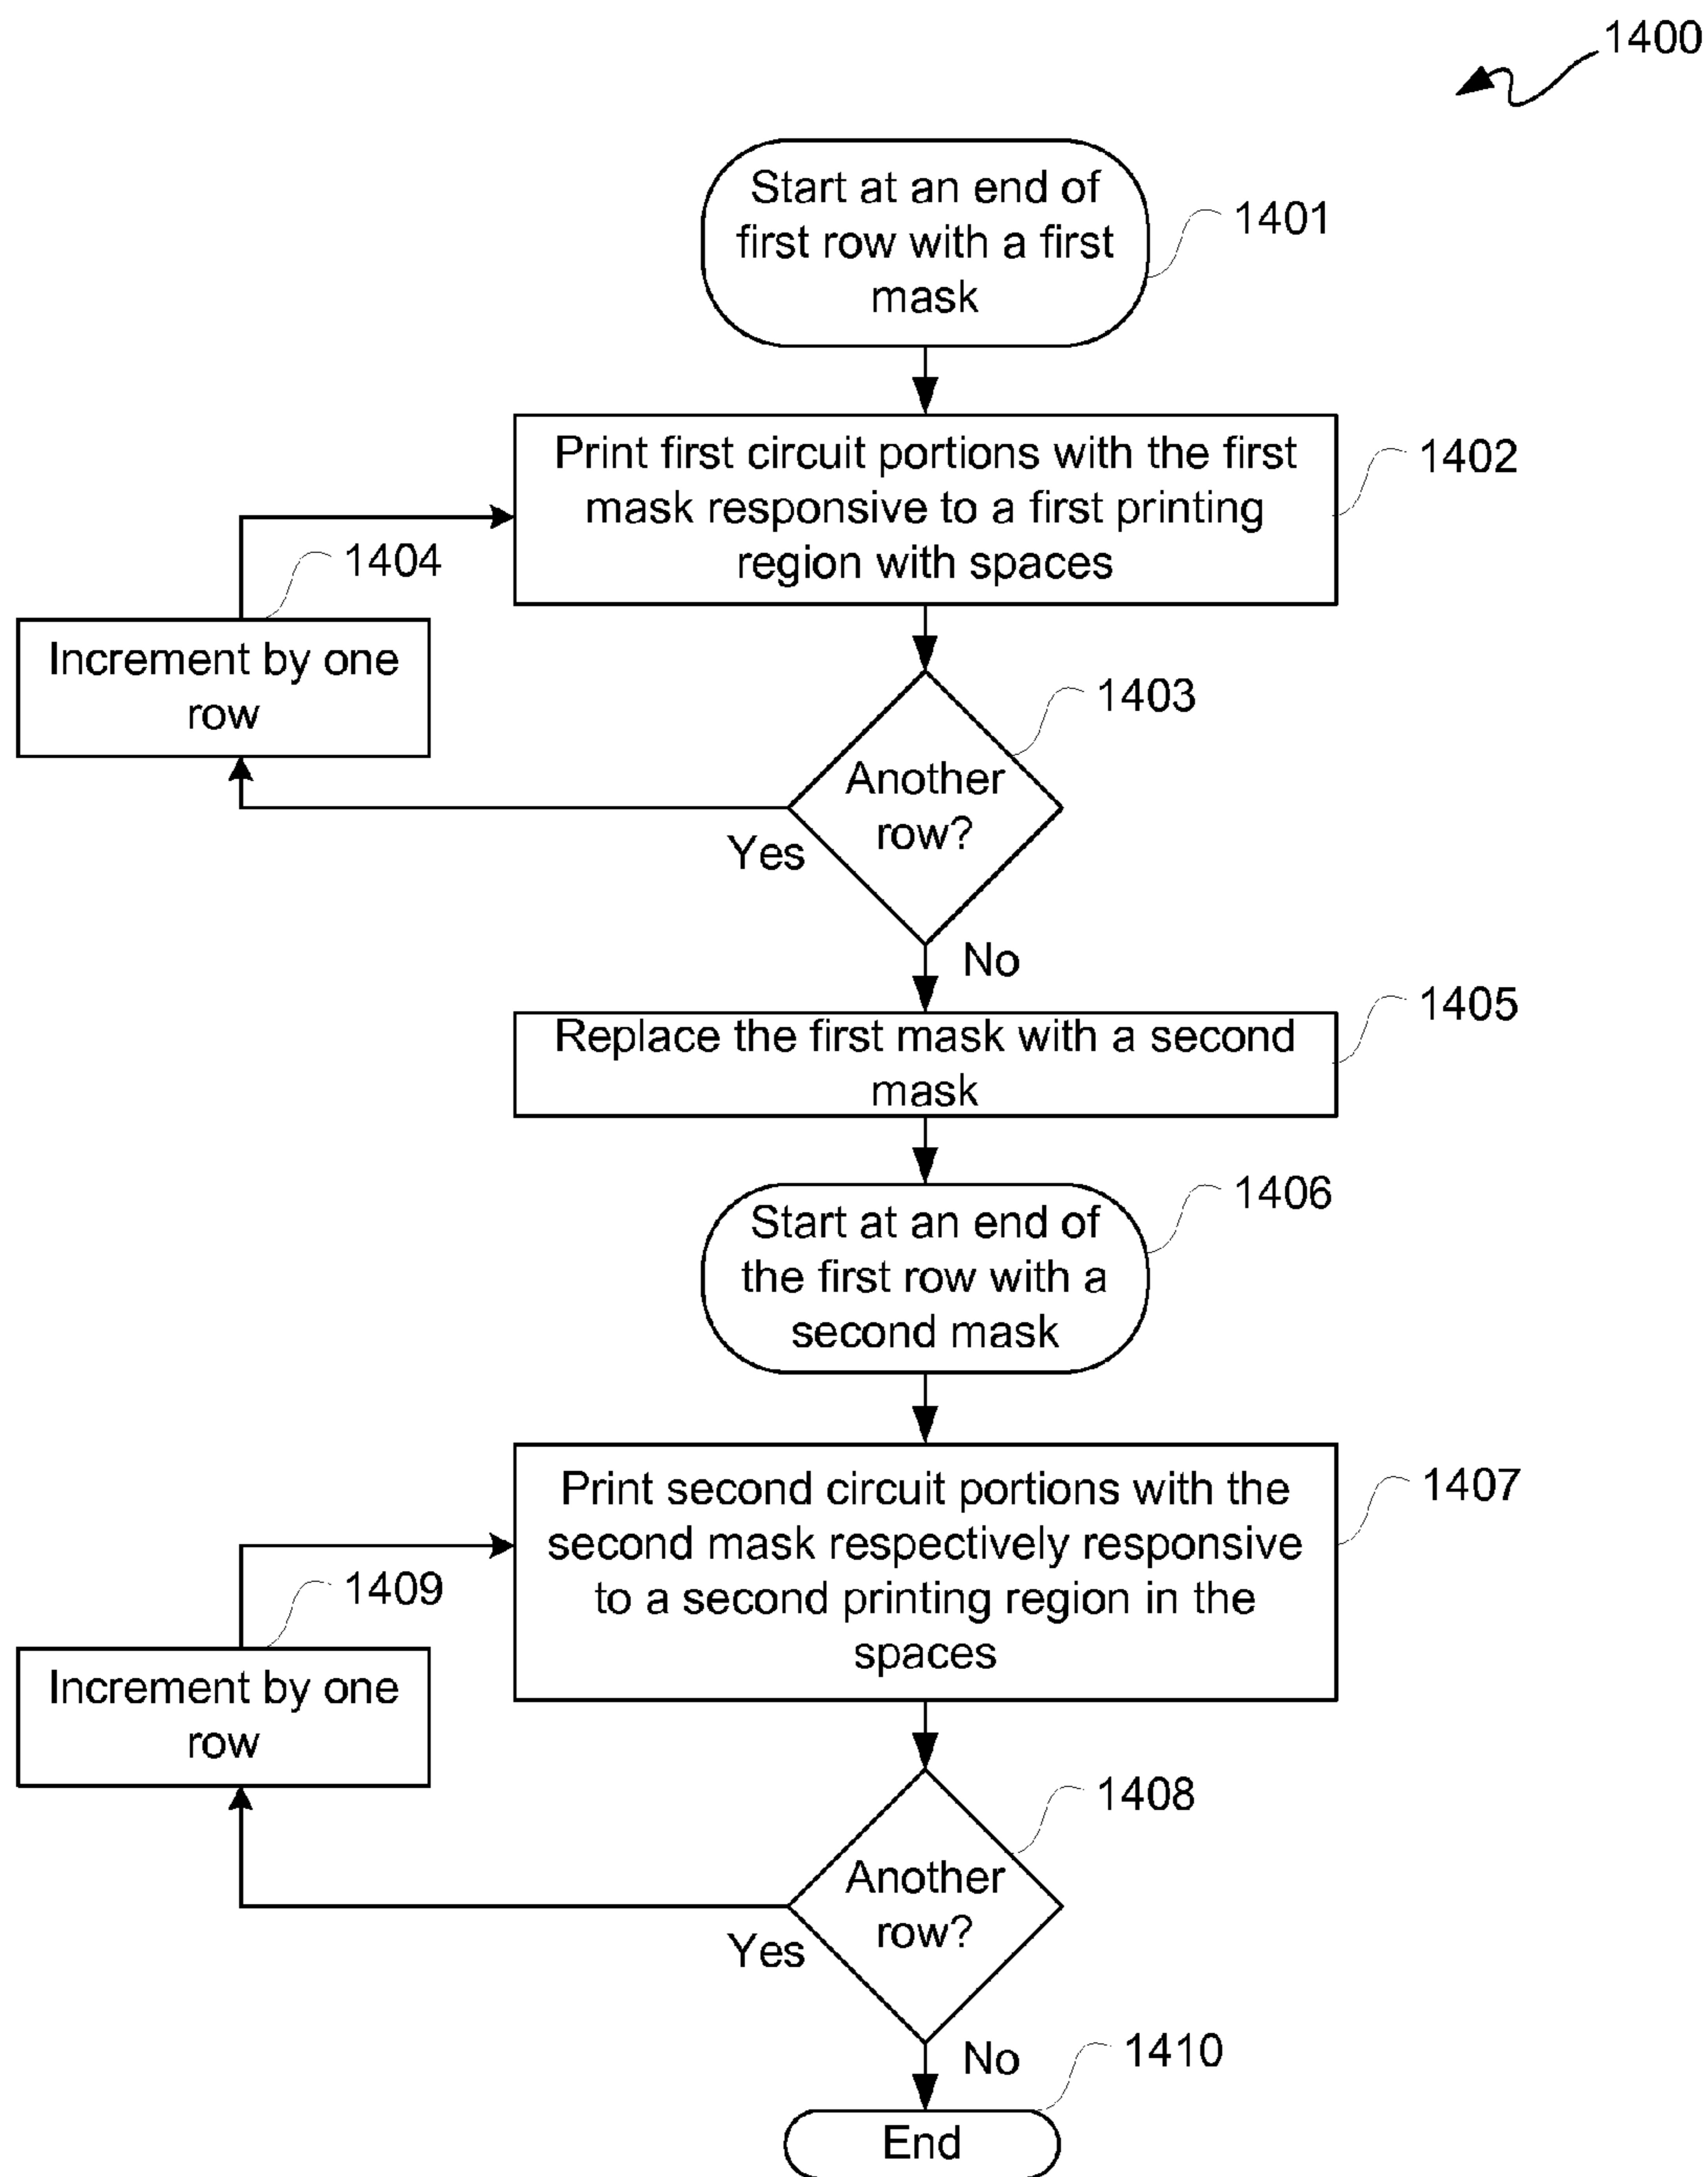 1400
Start at an end of
first row with a first
mask
1401
Print first circuit portions with the first
mask responsive to a first printing
region with spaces
1402
1404
Increment by one
row
1403
Another
row?
Yes
No
Replace the first mask with a second
mask
1405
Start at an end of
the first row with a
second mask
1406
Print second circuit portions with the
second mask respectively responsive
to a second printing region in the
spaces
1407
1409
Increment by one
row
1408
Another
row?
Yes
No
1410
End